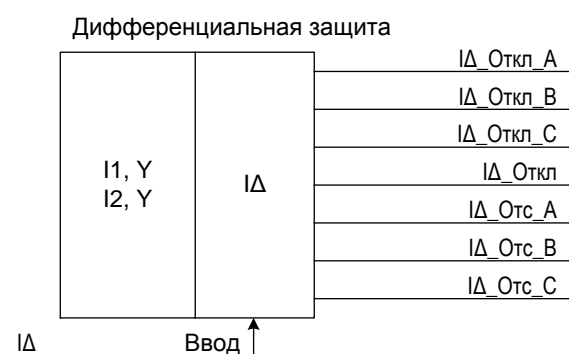 Дифференциальная защита
I1, Y
I2, Y
IΔ
IΔ_Откл_A
IΔ_Откл_B
IΔ_Откл_C
IΔ_Откл
IΔ_Отс_A
IΔ_Отс_B
IΔ_Отс_C
IΔ
Ввод